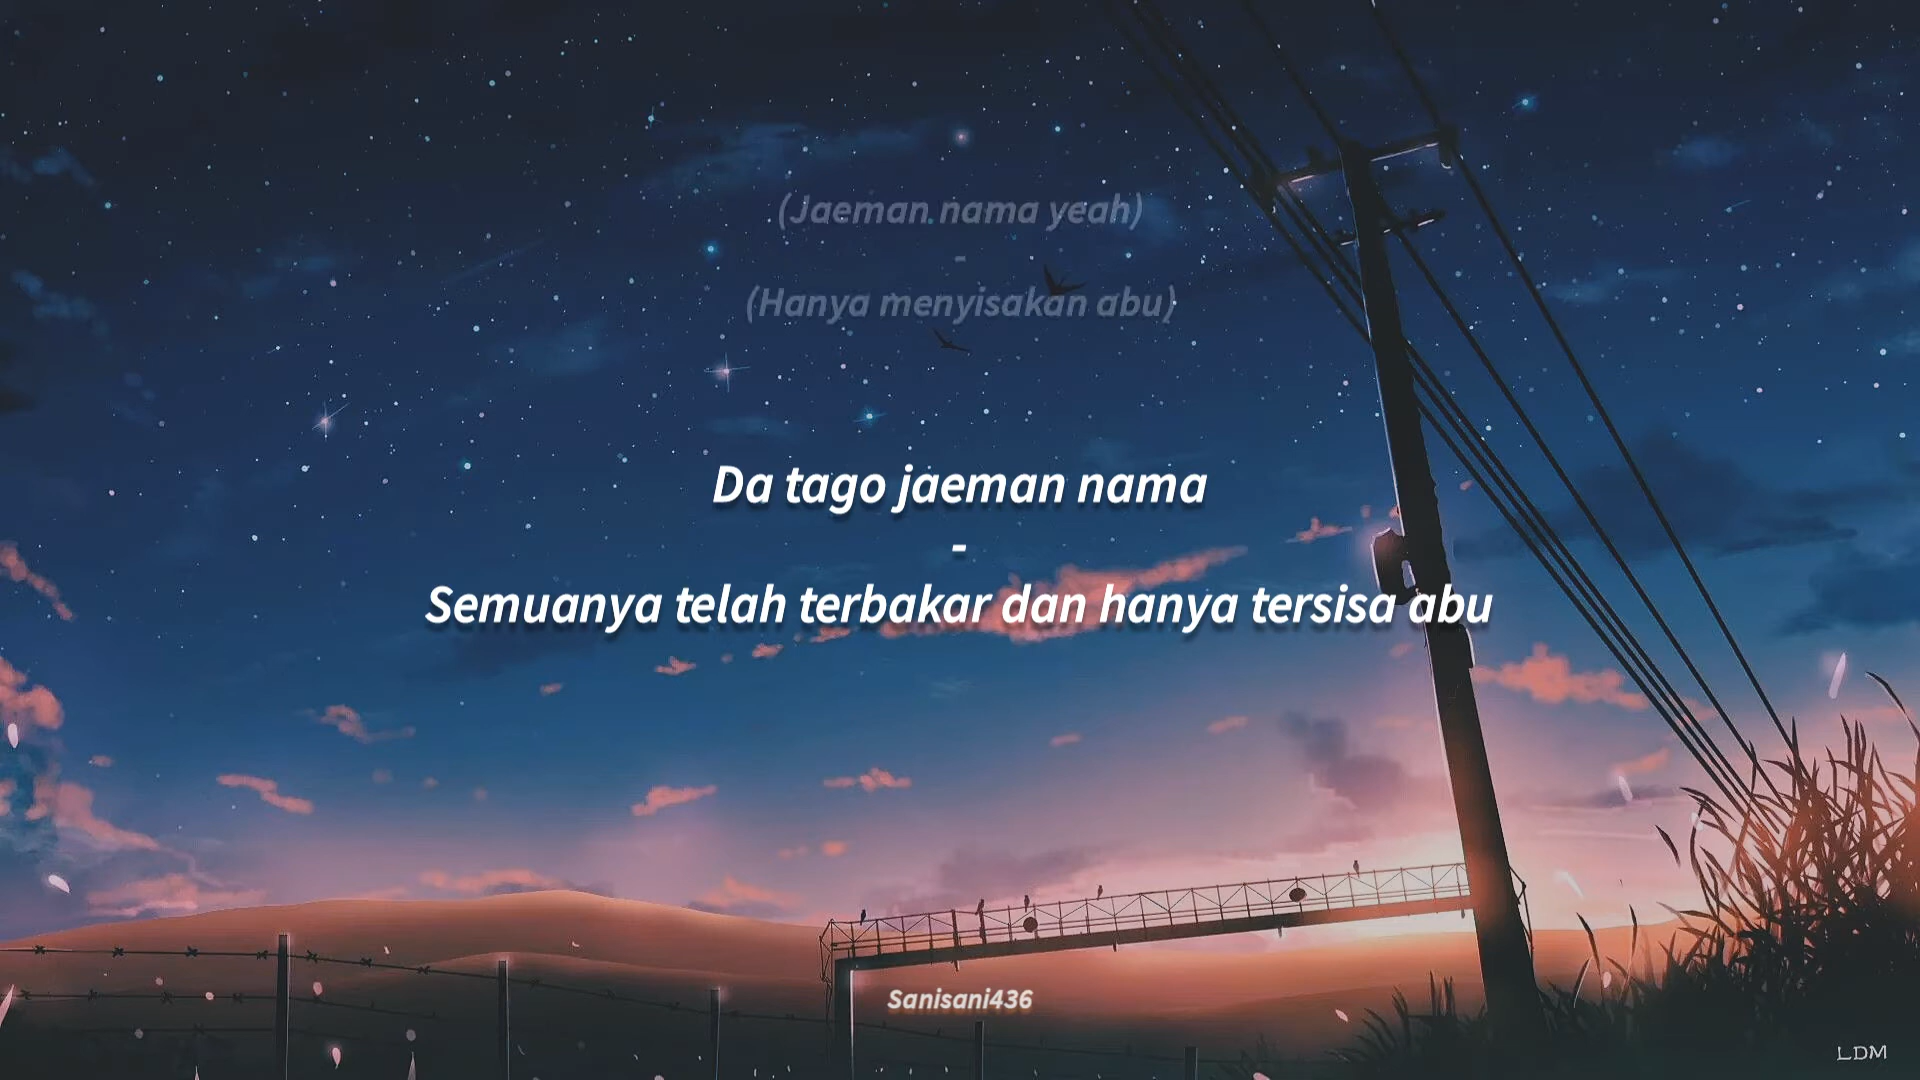 (Jaeman nama yeah)
-
(Hanya menyisakan abu)
Da tago jaeman nama
-
Semuanya telah terbakar dan hanya tersisa abu
Sanisani436
LDM